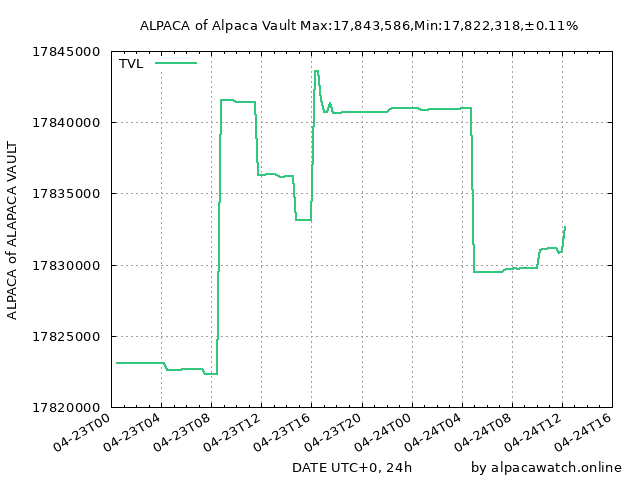 ALPACA of Alpaca Vault Max:17,843,586,Min:17,822,318,±0.11%
TVL
17845000
17840000
17835000
17830000
17825000
17820000
ALPACA of ALAPACA VAULT
04-23T00
04-23T04
04-23T08
04-23T12
04-23T16
04-23T20
04-24T00
04-24T04
04-24T08
04-24T12
04-24T16
DATE UTC+0, 24h
by alpacawatch.online